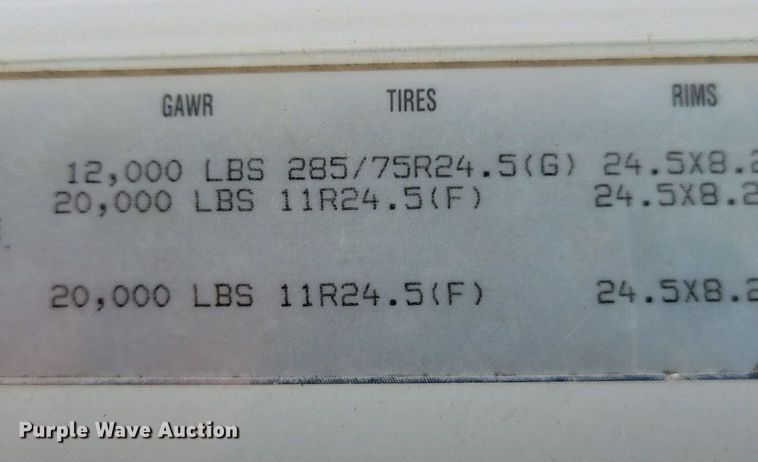 GAWR TIRES RIMS
12,000 LBS 285/75R24.5(G) 24.5X8.2
20,000 LBS 11R24.5(F) 24.5X8.2
20,000 LBS 11R24.5(F) 24.5X8.2
Purple Wave Auction